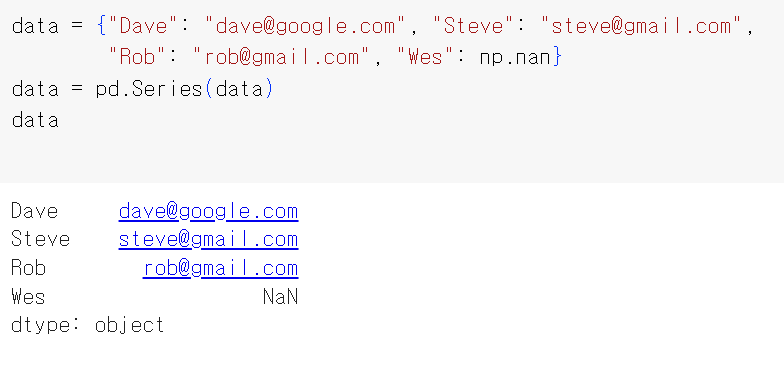 data = {"Dave": "dave@google.com", "Steve": "steve@gmail.com",
"Rob": "rob@gmail.com", "Wes": np.nan}
data = pd.Series(data)
data
Dave dave@google.com
Steve steve@gmail.com
Rob rob@gmail.com
Wes NaN
dtype: object